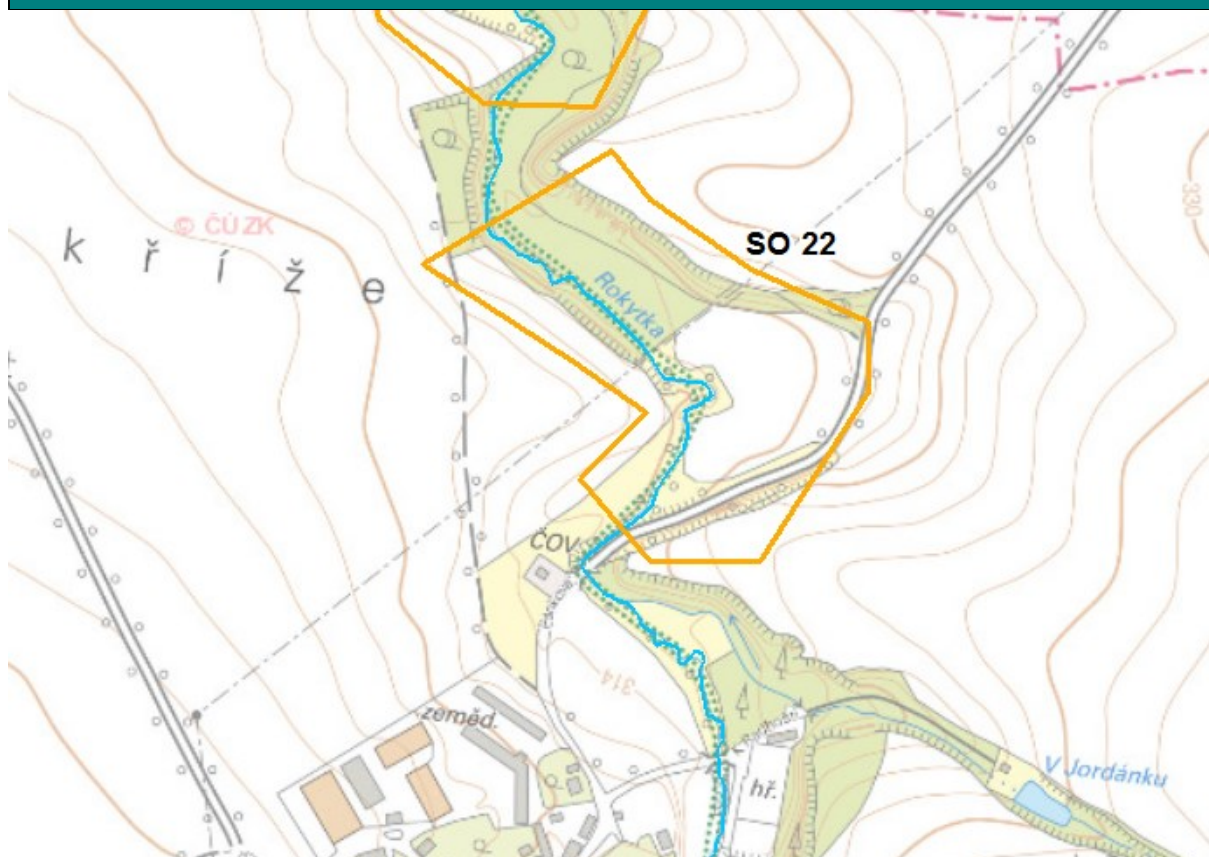 © ČÚZK
k ř í ž e
SO 22
Rokytka
330
ČOV
314
zeměd.
V Jordánku
hř.